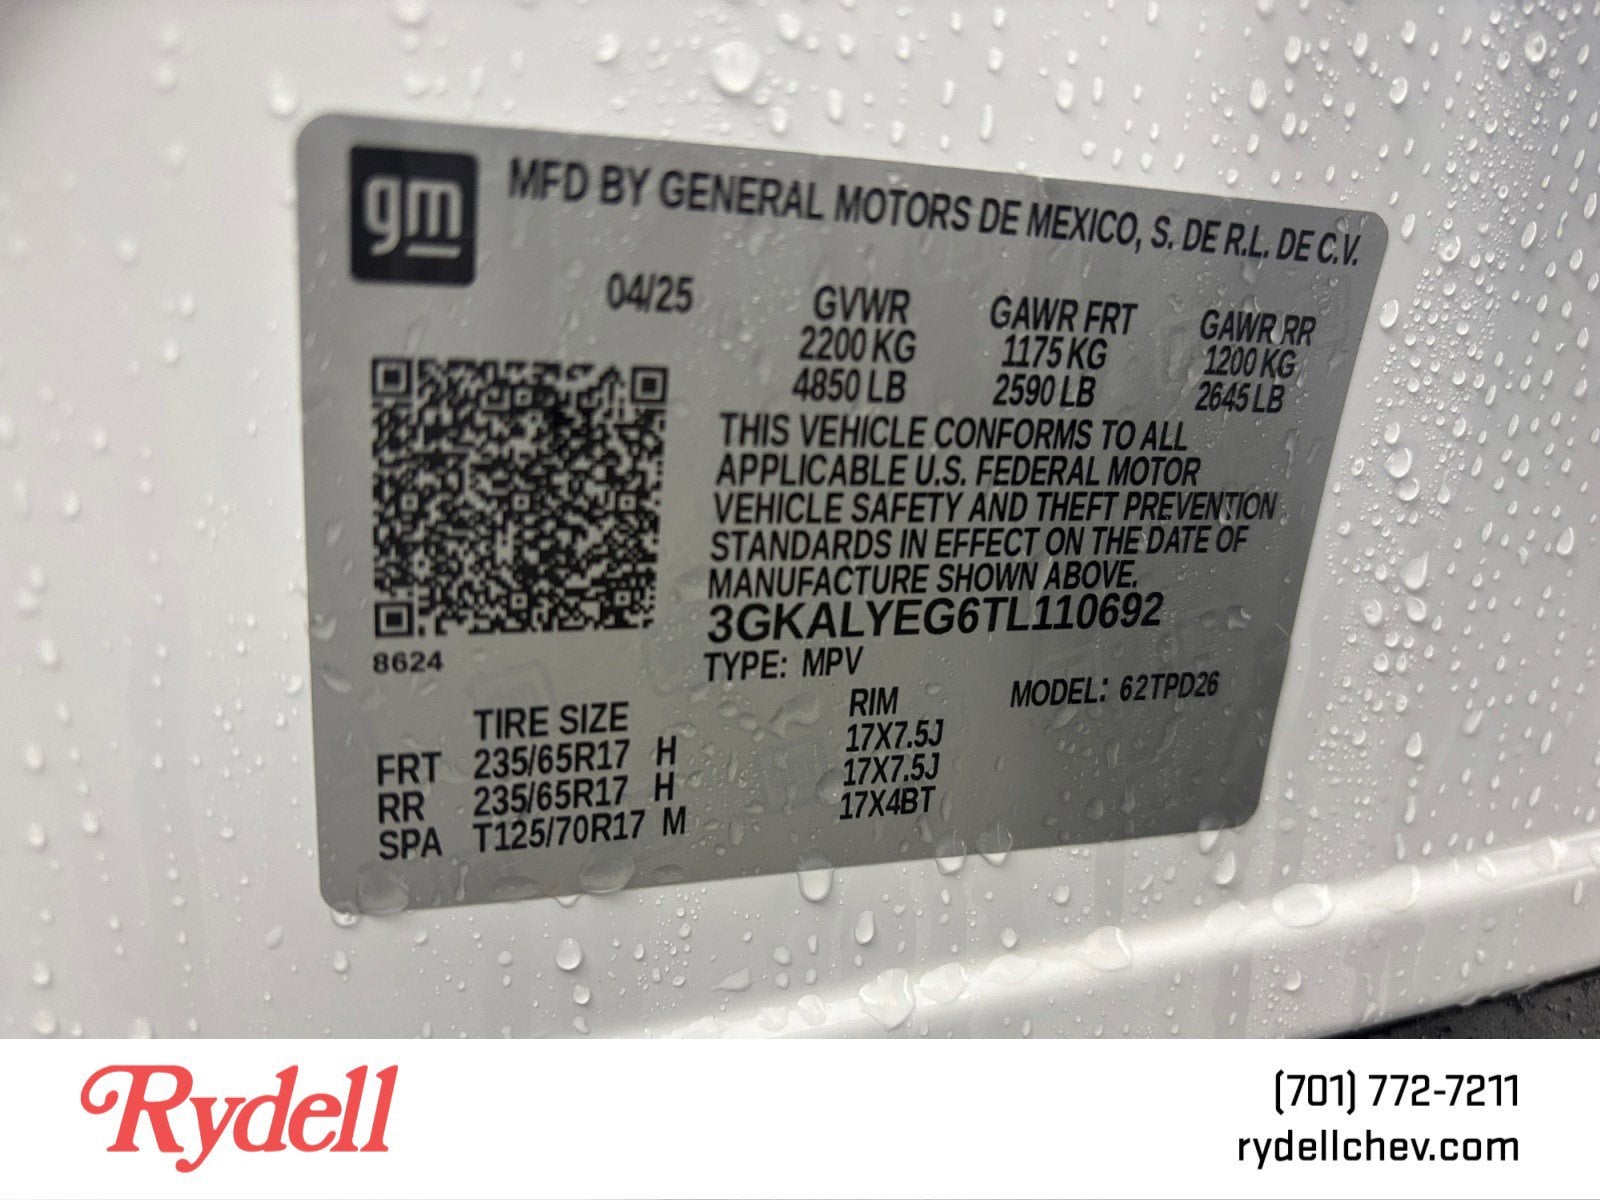 gm
MFD BY GENERAL MOTORS DE MEXICO, S. DE R.L. DE C.V.
04/25
GVWR GAWR FRT GAWR RR
2200 KG 1175 KG 1200 KG
4850 LB 2590 LB 2645 LB
THIS VEHICLE CONFORMS TO ALL
APPLICABLE U.S. FEDERAL MOTOR
VEHICLE SAFETY AND THEFT PREVENTION
STANDARDS IN EFFECT ON THE DATE OF
MANUFACTURE SHOWN ABOVE.
3GKALYEG6TL110692
8624
TYPE: MPV
MODEL: 62TPD26
TIRE SIZE RIM
FRT 235/65R17 H 17X7.5J
RR 235/65R17 H 17X7.5J
SPA T125/70R17 M 17X4BT
Rydell
(701) 772-7211
rydellchev.com